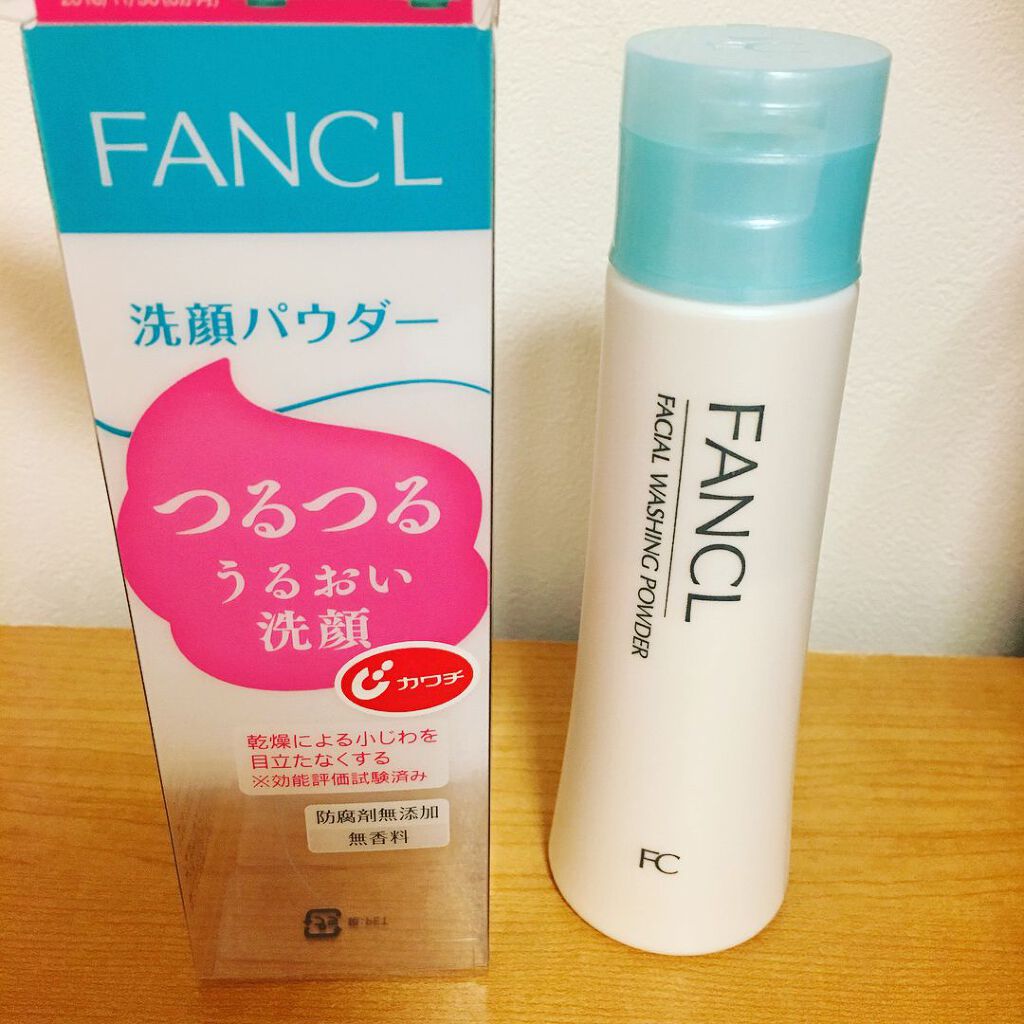 FANCL
洗顔パウダー
つるつる
うるおい
洗顔
カワチ
乾燥による小じわを
目立たなくする
※効能評価試験済み
防腐剤無添加
無香料
FC
FANCL
FACIAL WASHING POWDER
FC